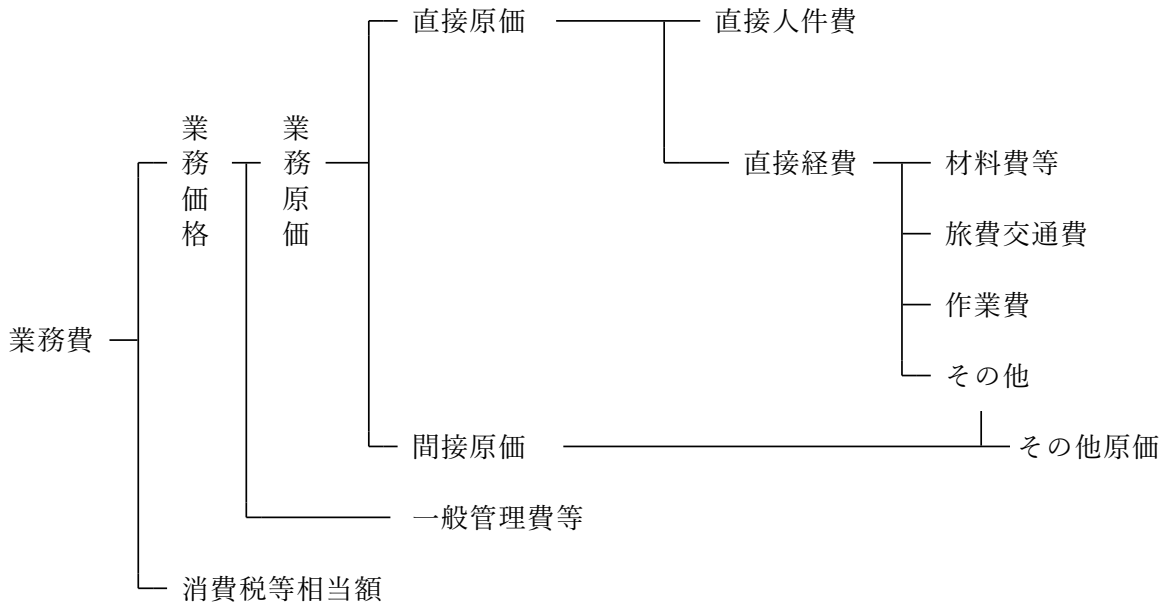 直接原価
直接人件費
業務価格
業務原価
直接経費
材料費等
旅費交通費
作業費
業務費
その他
間接原価
その他原価
一般管理費等
消費税等相当額